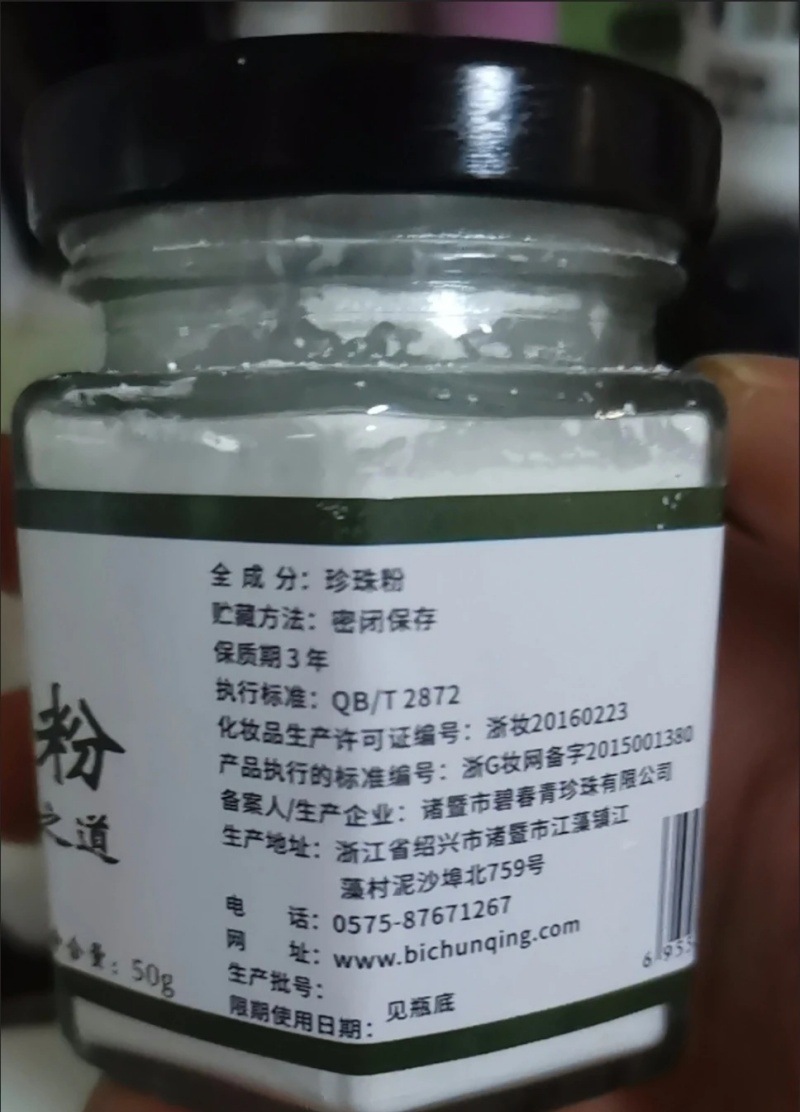 粉
之道
含量：50g
全成分：珍珠粉
贮藏方法：密闭保存
保质期3年
执行标准：QB/T 2872
化妆品生产许可证编号：浙妆20160223
产品执行的标准编号：浙G妆网备字2015001380
备案人/生产企业：诸暨市碧春青珍珠有限公司
生产地址：浙江省绍兴市诸暨市江藻镇江
藻村泥沙埠北759号
电 话：0575-87671267
网 址：www.bichunqing.com
生产批号：
限期使用日期：见瓶底
6 955